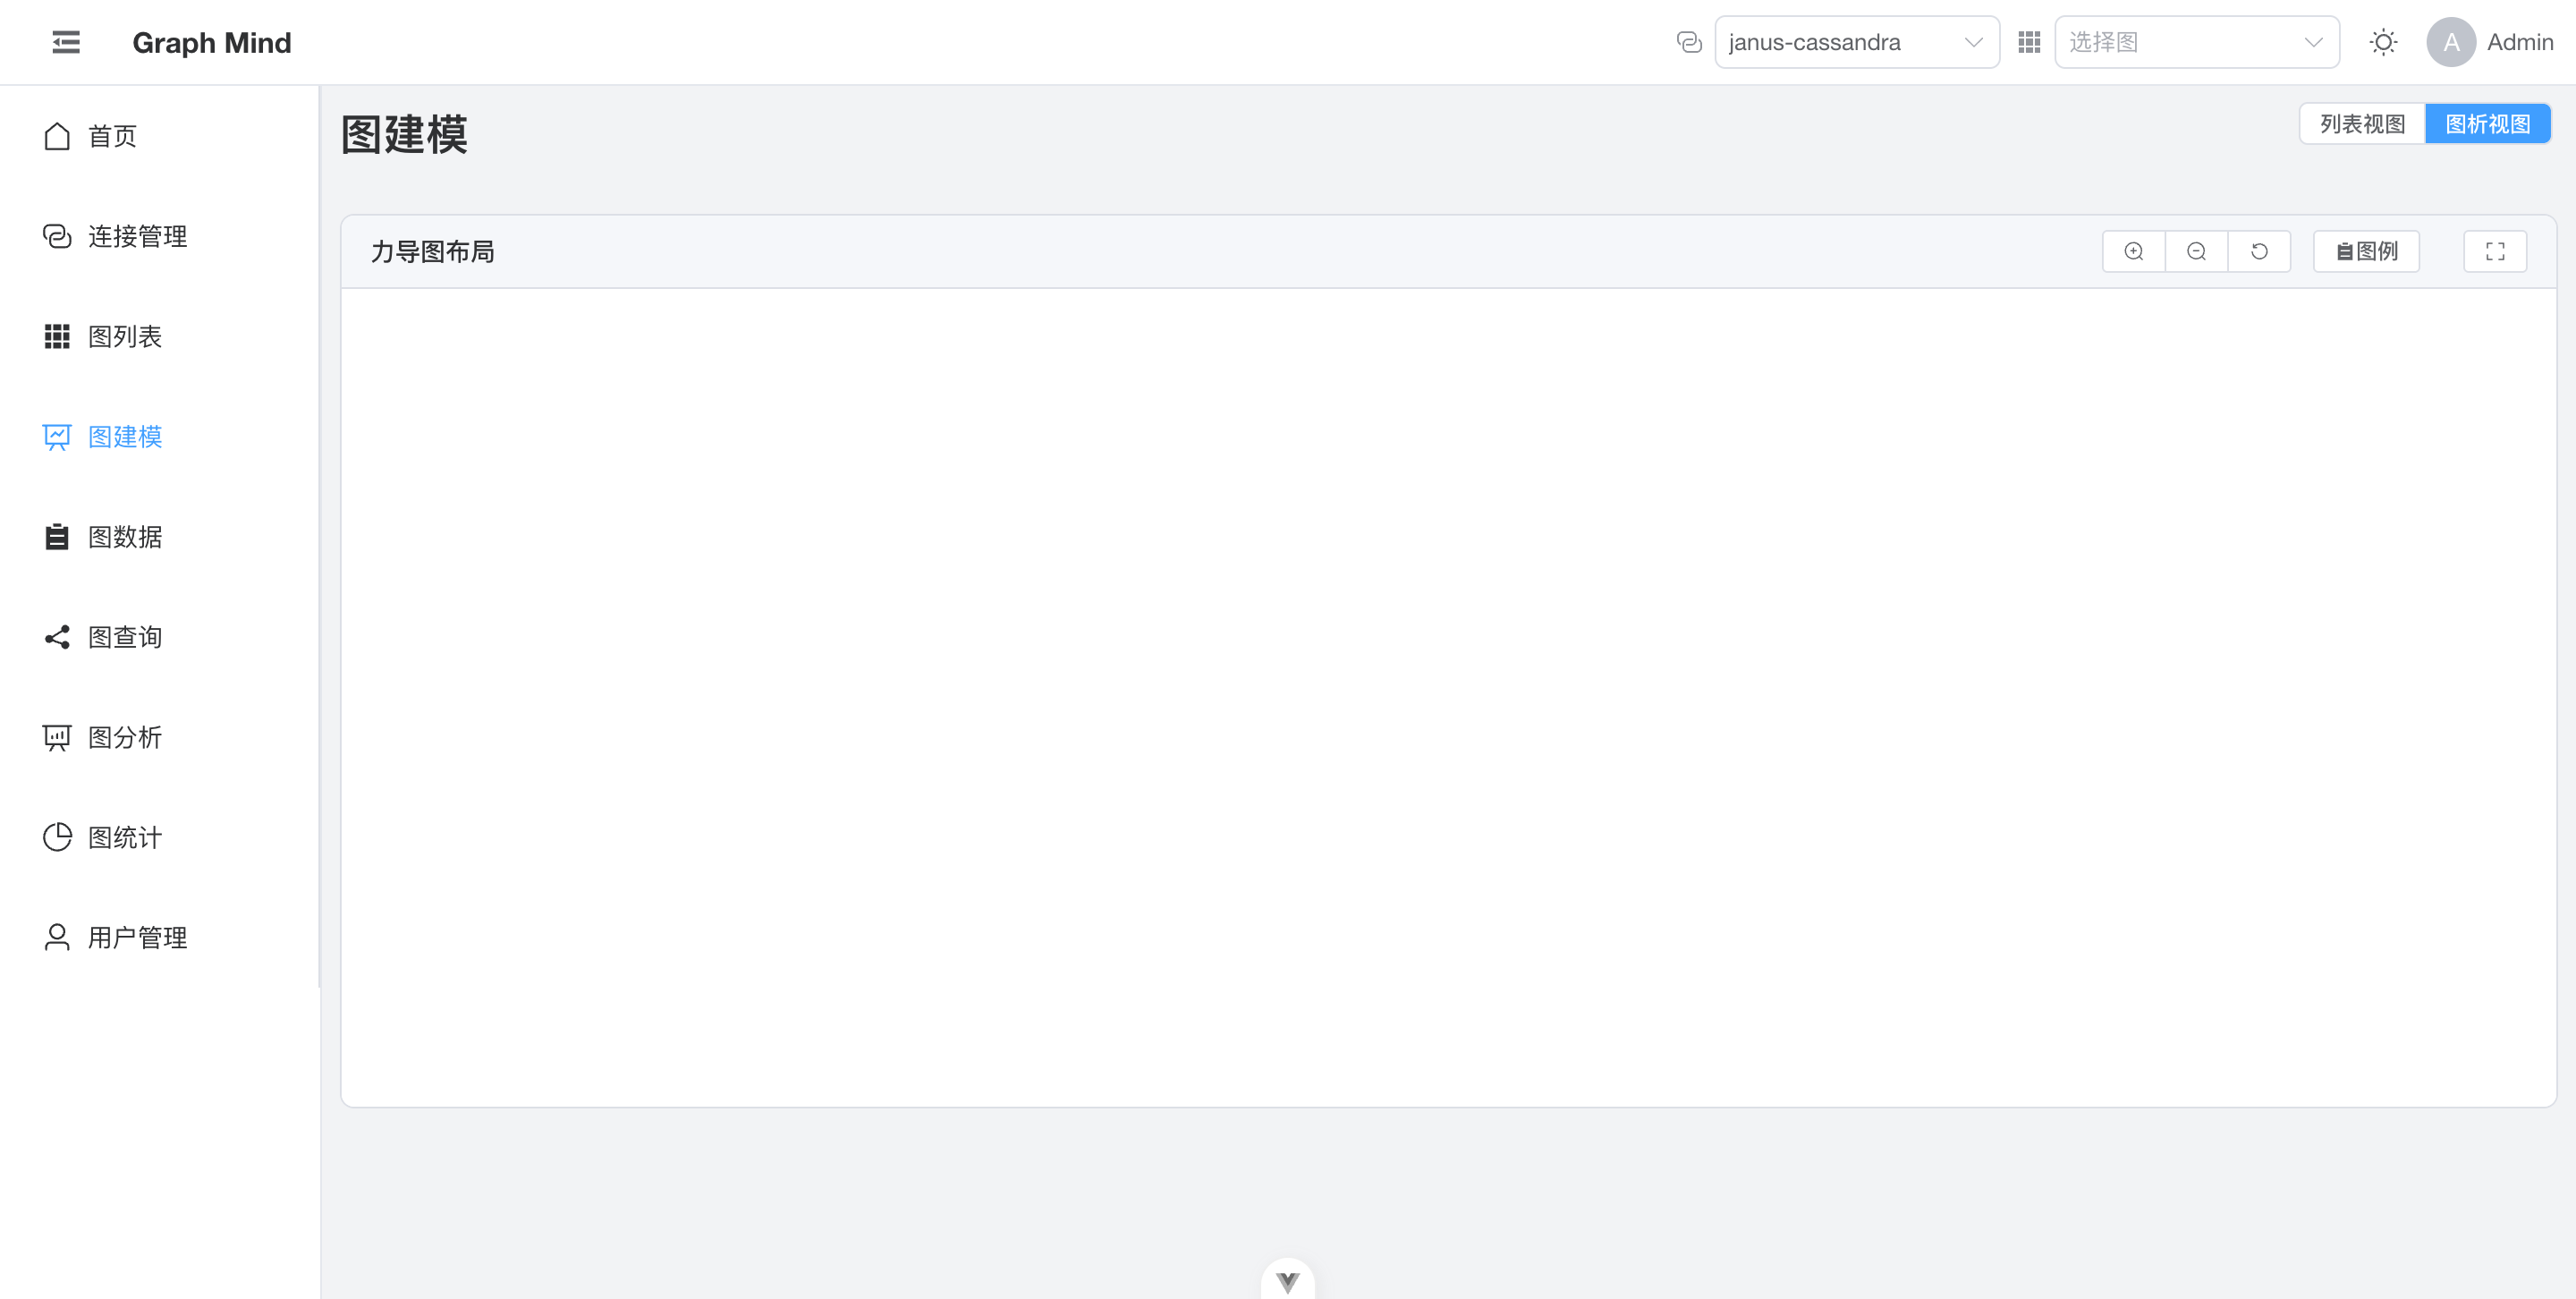 Graph Mind
janus-cassandra
选择图
A
Admin
首页
连接管理
图列表
图建模
图数据
图查询
图分析
图统计
用户管理
图建模
列表视图
图析视图
力导图布局
图例